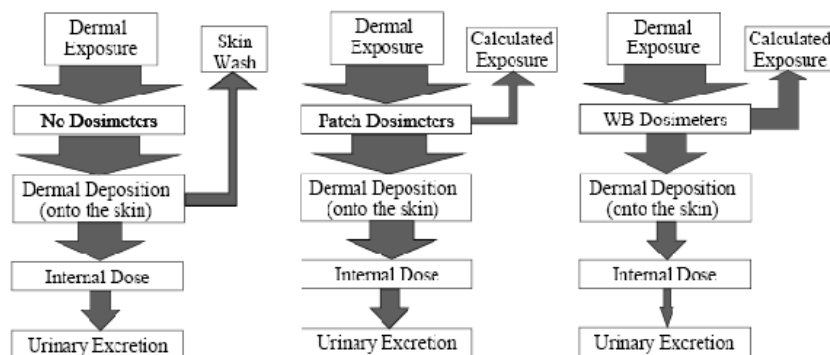 Dermal
Exposure
Skin
Wash
No Dosimeters
Dermal Deposition
(onto the skin)
Internal Dose
Urinary Excretion
Dermal
Exposure
Calculated
Exposure
Patch Dosimeters
Dermal Deposition
(onto the skin)
Internal Dose
Urinary Excretion
Dermal
Exposure
Calculated
Exposure
WB Dosimeters
Dermal Deposition
(onto the skin)
Internal Dose
Urinary Excretion